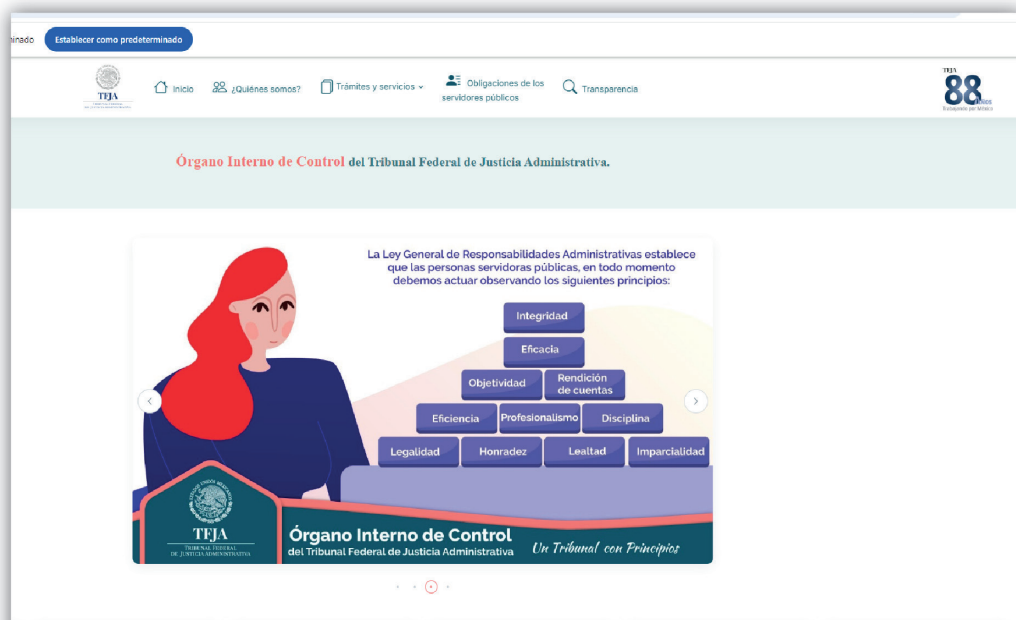 Establecer como predeterminado
TFJA
Inicio
¿Quiénes somos?
Trámites y servicios
Obligaciones de los
servidores públicos
Transparencia
TFJA
88
Órgano Interno de Control del Tribunal Federal de Justicia Administrativa.
La Ley General de Responsabilidades Administrativas establece
que las personas servidoras públicas, en todo momento
debemos actuar observando los siguientes principios:
Integridad
Eficacia
Objetividad
Rendición
de cuentas
Eficiencia
Profesionalismo
Disciplina
Legalidad
Honradez
Lealtad
Imparcialidad
TFJA
TRIBUNAL FEDERAL
DE JUSTICIA ADMINISTRATIVA
Órgano Interno de Control
del Tribunal Federal de Justicia Administrativa
Un Tribunal con Principios